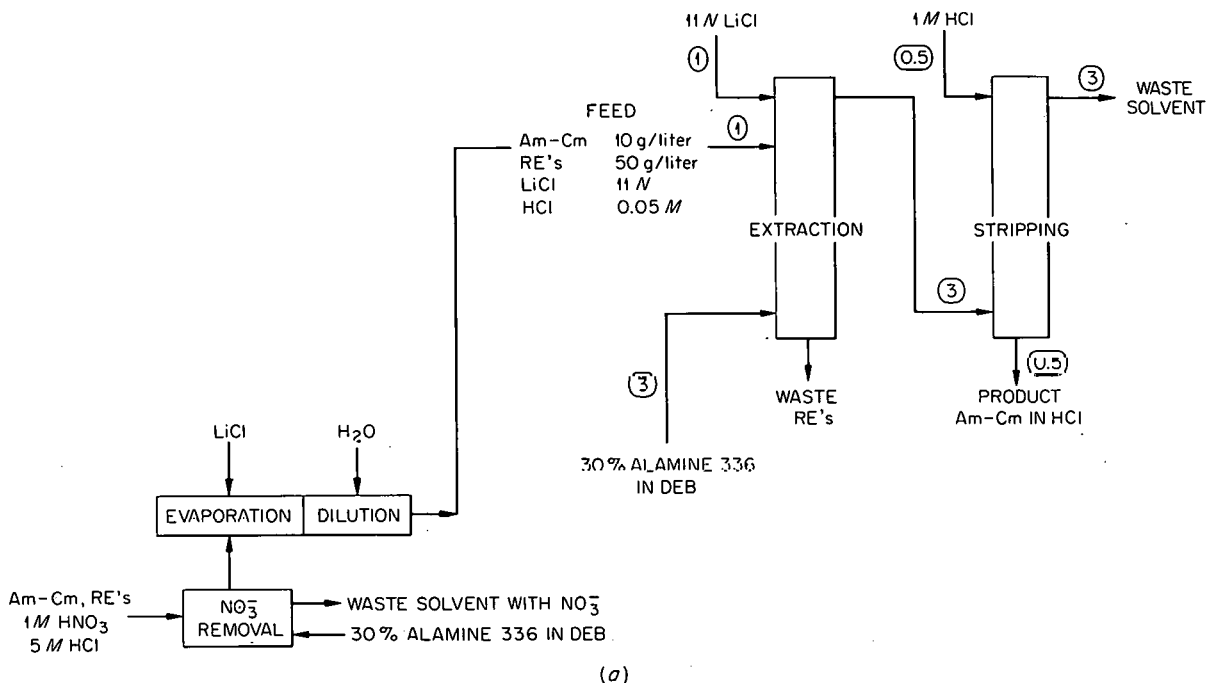 11 N LiCl
1 M HCl
1
0.5
3
WASTE
SOLVENT
FEED
Am-Cm 10 g/liter
RE's 50 g/liter
LiCl 11 N
HCl 0.05 M
1
EXTRACTION
STRIPPING
3
3
0.5
WASTE
RE's
PRODUCT
Am-Cm IN HCl
30% ALAMINE 336
IN DEB
LiCl
H₂O
EVAPORATION
DILUTION
Am-Cm, RE's
1 M HNO₃
5 M HCl
NO₃⁻
REMOVAL
WASTE SOLVENT WITH NO₃⁻
30% ALAMINE 336 IN DEB
(a)